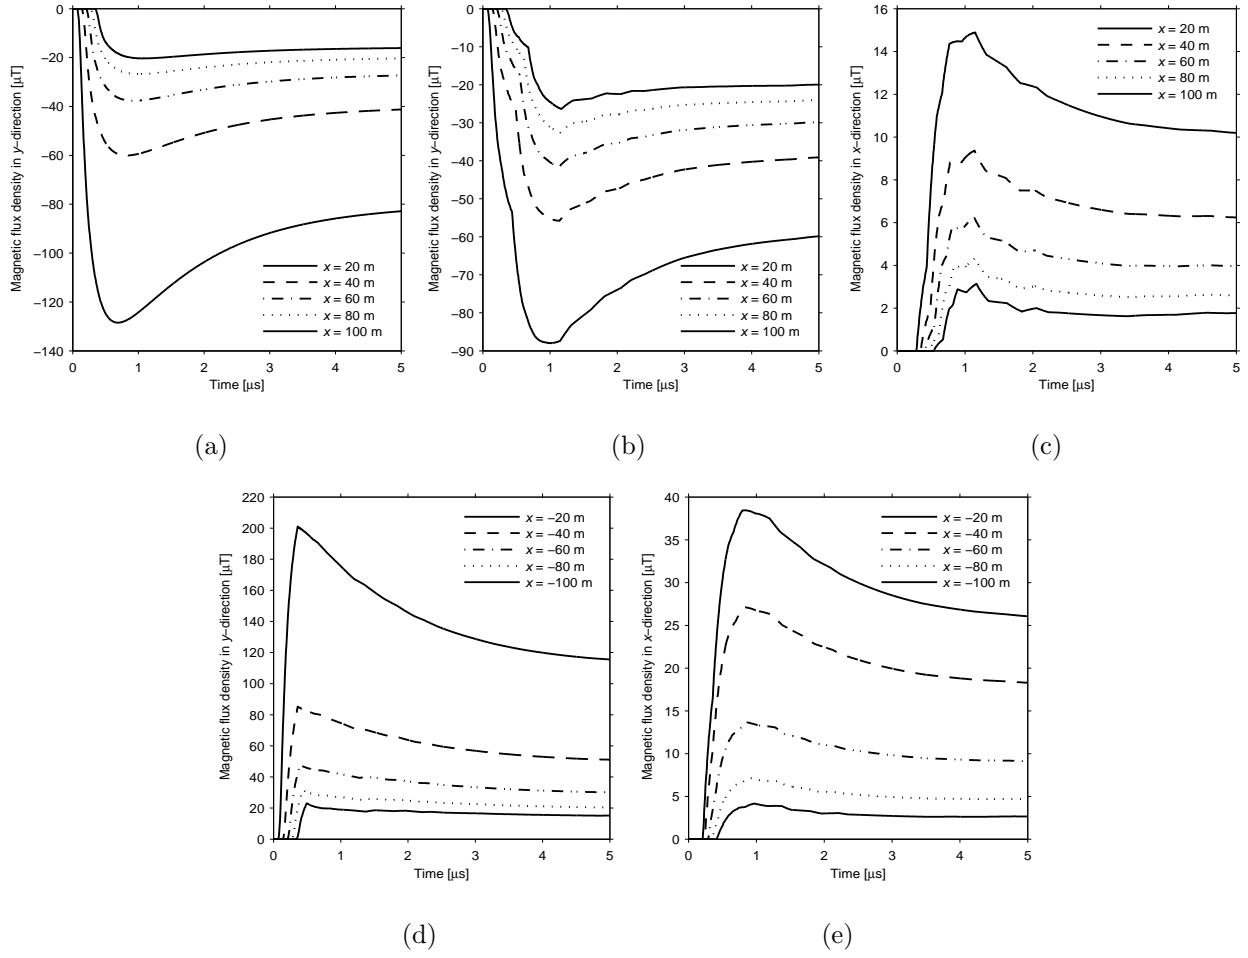 Magnetic flux density in y–direction [μT]
0
−20
−40
−60
−80
−100
−120
−140
x = 20 m
x = 40 m
x = 60 m
x = 80 m
x = 100 m
0 1 2 3 4 5
Time [μs]
(a)
Magnetic flux density in y–direction [μT]
0
−10
−20
−30
−40
−50
−60
−70
−80
−90
x = 20 m
x = 40 m
x = 60 m
x = 80 m
x = 100 m
0 1 2 3 4 5
Time [μs]
(b)
Magnetic flux density in x–direction [μT]
16
14
12
10
8
6
4
2
0
x = 20 m
x = 40 m
x = 60 m
x = 80 m
x = 100 m
0 1 2 3 4 5
Time [μs]
(c)
Magnetic flux density in y–direction [μT]
220
200
180
160
140
120
100
80
60
40
20
0
x = −20 m
x = −40 m
x = −60 m
x = −80 m
x = −100 m
0 1 2 3 4 5
Time [μs]
(d)
Magnetic flux density in x–direction [μT]
40
35
30
25
20
15
10
5
0
x = −20 m
x = −40 m
x = −60 m
x = −80 m
x = −100 m
0 1 2 3 4 5
Time [μs]
(e)